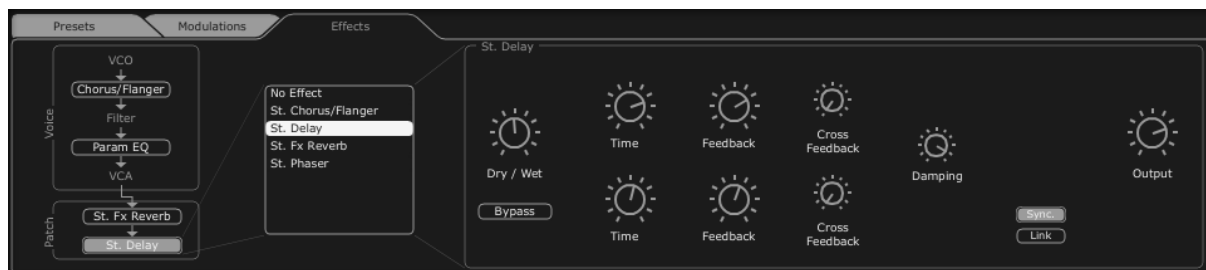 Presets
Modulations
Effects
Voice
VCO
Chorus/Flanger
Filter
Param EQ
VCA
Patch
St. Fx Reverb
St. Delay
No Effect
St. Chorus/Flanger
St. Delay
St. Fx Reverb
St. Phaser
St. Delay
Dry / Wet
Bypass
Time
Feedback
Cross
Feedback
Time
Feedback
Cross
Feedback
Damping
Sync.
Link
Output